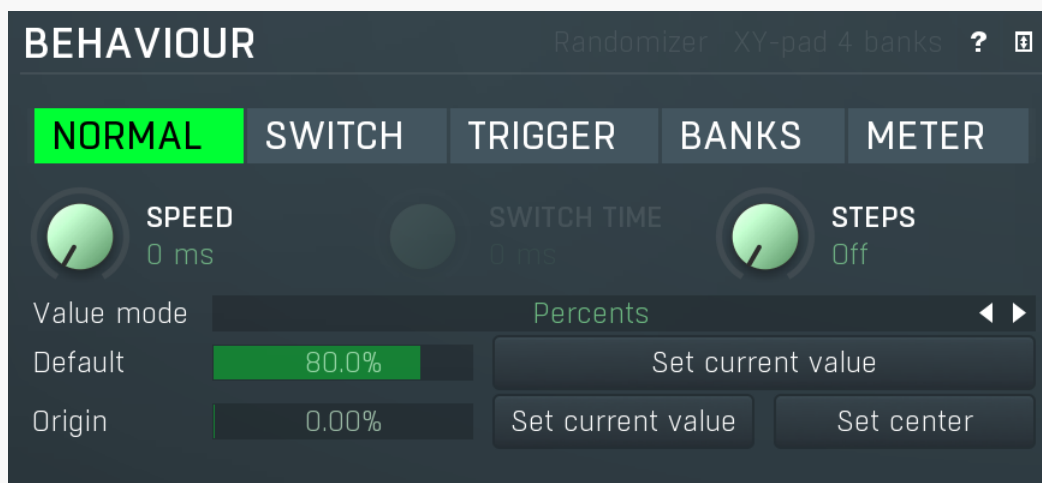 BEHAVIOUR Randomizer XY-pad 4 banks ?
NORMAL SWITCH TRIGGER BANKS METER
SPEED SWITCH TIME STEPS
0 ms 0 ms Off
Value mode Percents
Default 80.0% Set current value
Origin 0.00% Set current value Set center